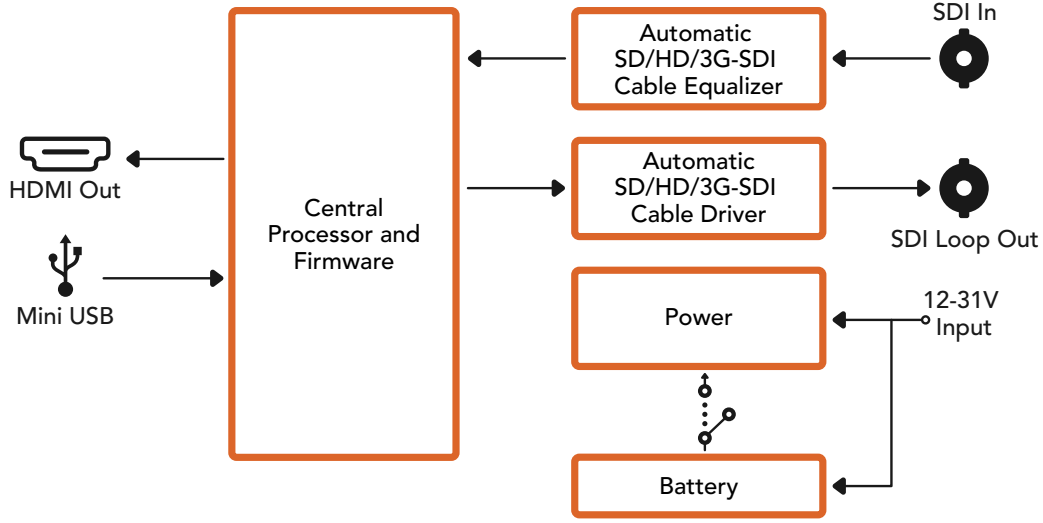 SDI In
Automatic
SD/HD/3G-SDI
Cable Equalizer
HDMI Out
Automatic
SD/HD/3G-SDI
Cable Driver
SDI Loop Out
Central
Processor and
Firmware
Mini USB
Power
12-31V
Input
Battery